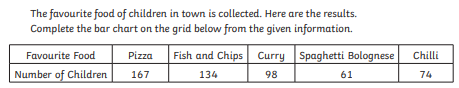 The favourite food of children in town is collected. Here are the results.
Complete the bar chart on the grid below from the given information.
Favourite Food Pizza Fish and Chips Curry Spaghetti Bolognese Chilli
Number of Children 167 134 98 61 74